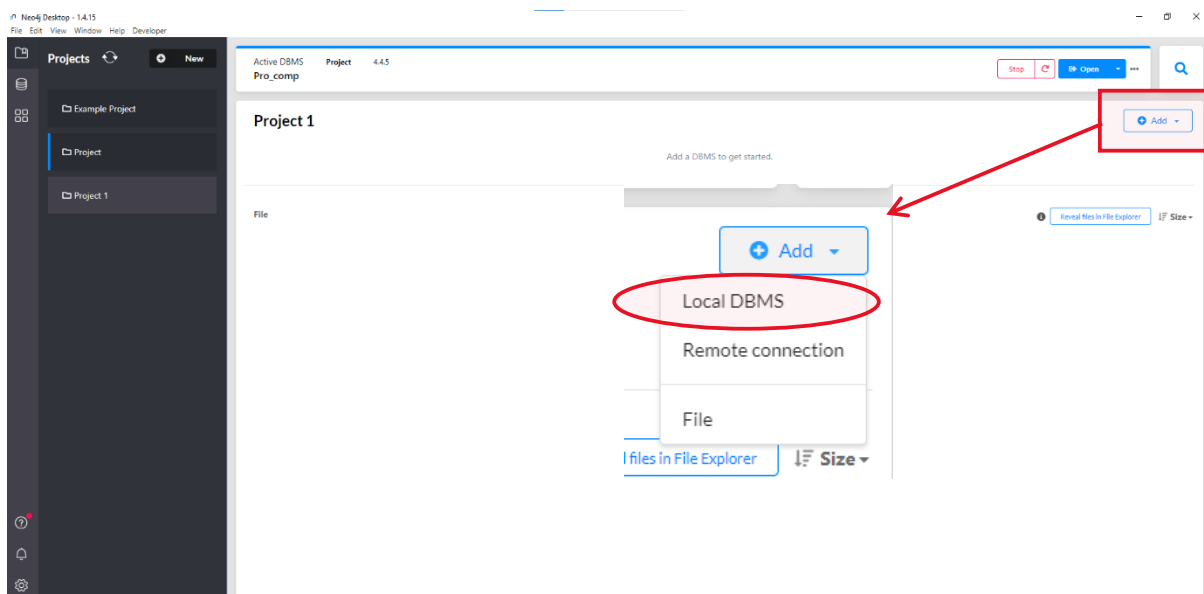 Neo4j Desktop - 1.4.15
File Edit View Window Help Developer
Projects
New
Example Project
Project
Project 1
Active DBMS Project 4.4.5
Pro_comp
Stop
Open
Project 1
Add
Add a DBMS to get started.
File
Reveal files in File Explorer
Size
Add
Local DBMS
Remote connection
File
files in File Explorer
Size